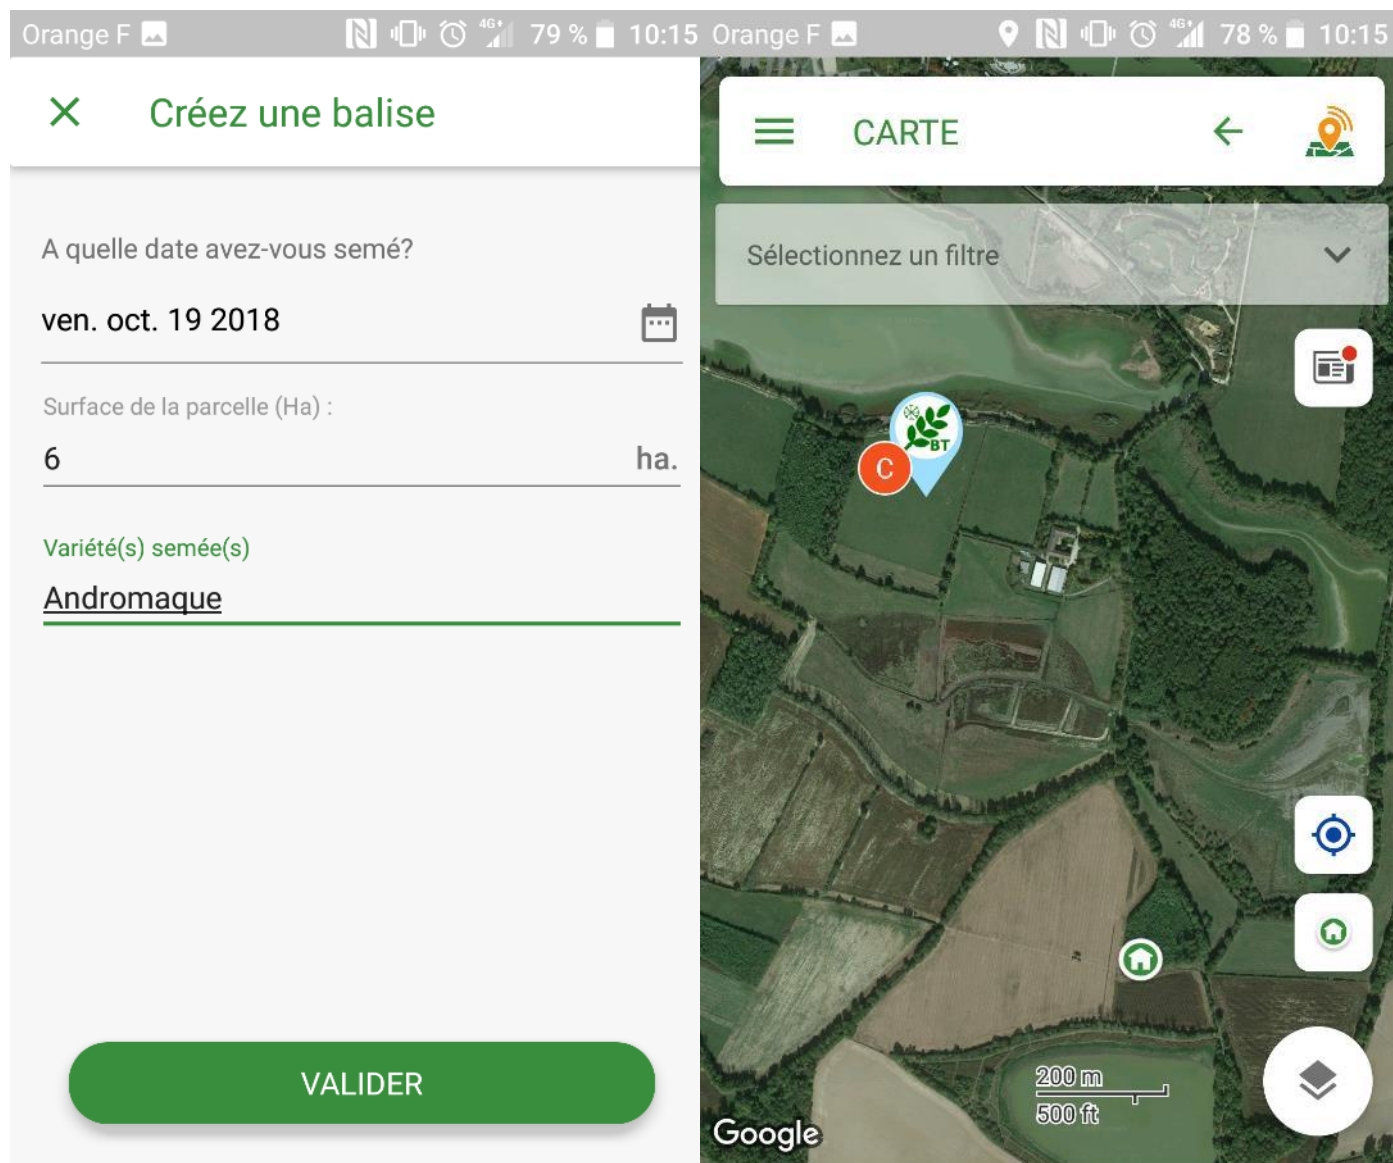 Orange F
4G+
79 %
10:15
Créez une balise
A quelle date avez-vous semé?
ven. oct. 19 2018
Surface de la parcelle (Ha) :
6
ha.
Variété(s) semée(s)
Andromaque
VALIDER
Orange F
4G+
78 %
10:15
CARTE
Sélectionnez un filtre
BT
C
200 m
500 ft
Google